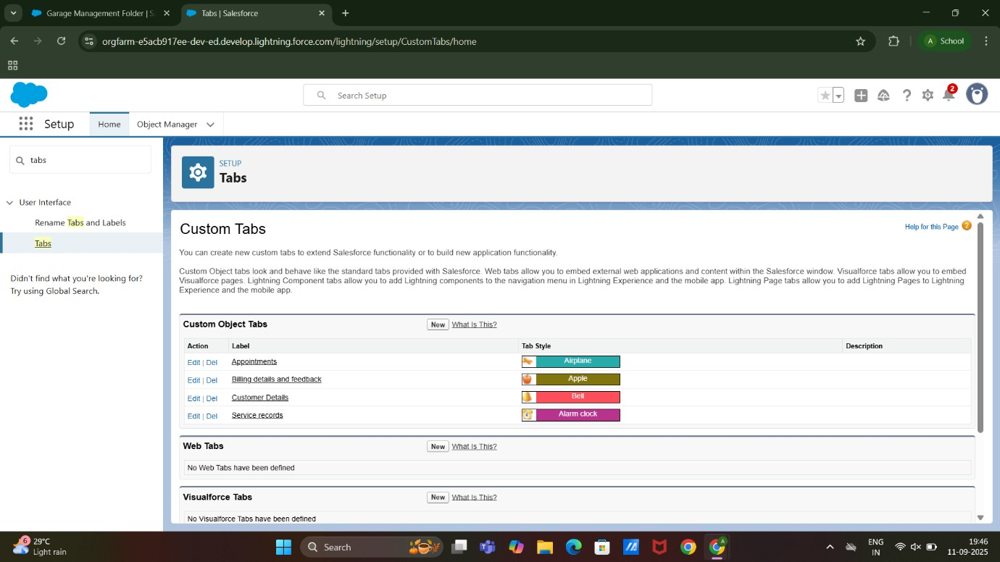 Garage Management Folder | S
Tabs | Salesforce
orgfarm-e5acb917ee-dev-ed.develop.lightning.force.com/lightning/setup/CustomTabs/home
A School
Search Setup
2
Setup
Home
Object Manager
tabs
User Interface
Rename Tabs and Labels
Tabs
Didn't find what you're looking for?
Try using Global Search.
SETUP
Tabs
Custom Tabs
Help for this Page ?
You can create new custom tabs to extend Salesforce functionality or to build new application functionality.
Custom Object tabs look and behave like the standard tabs provided with Salesforce. Web tabs allow you to embed external web applications and content within the Salesforce window. Visualforce tabs allow you to embed
Visualforce pages. Lightning Component tabs allow you to add Lightning components to the navigation menu in Lightning Experience and the mobile app. Lightning Page tabs allow you to add Lightning Pages to Lightning
Experience and the mobile app.
Custom Object Tabs New What Is This?
Action Label Tab Style Description
Edit | Del Appointments Airplane
Edit | Del Billing details and feedback Apple
Edit | Del Customer Details Bell
Edit | Del Service records Alarm clock
Web Tabs New What Is This?
No Web Tabs have been defined
Visualforce Tabs New What Is This?
No Visualforce Tabs have been defined
6
29°C
Light rain
Search
A
ENG
IN
19:46
11-09-2025